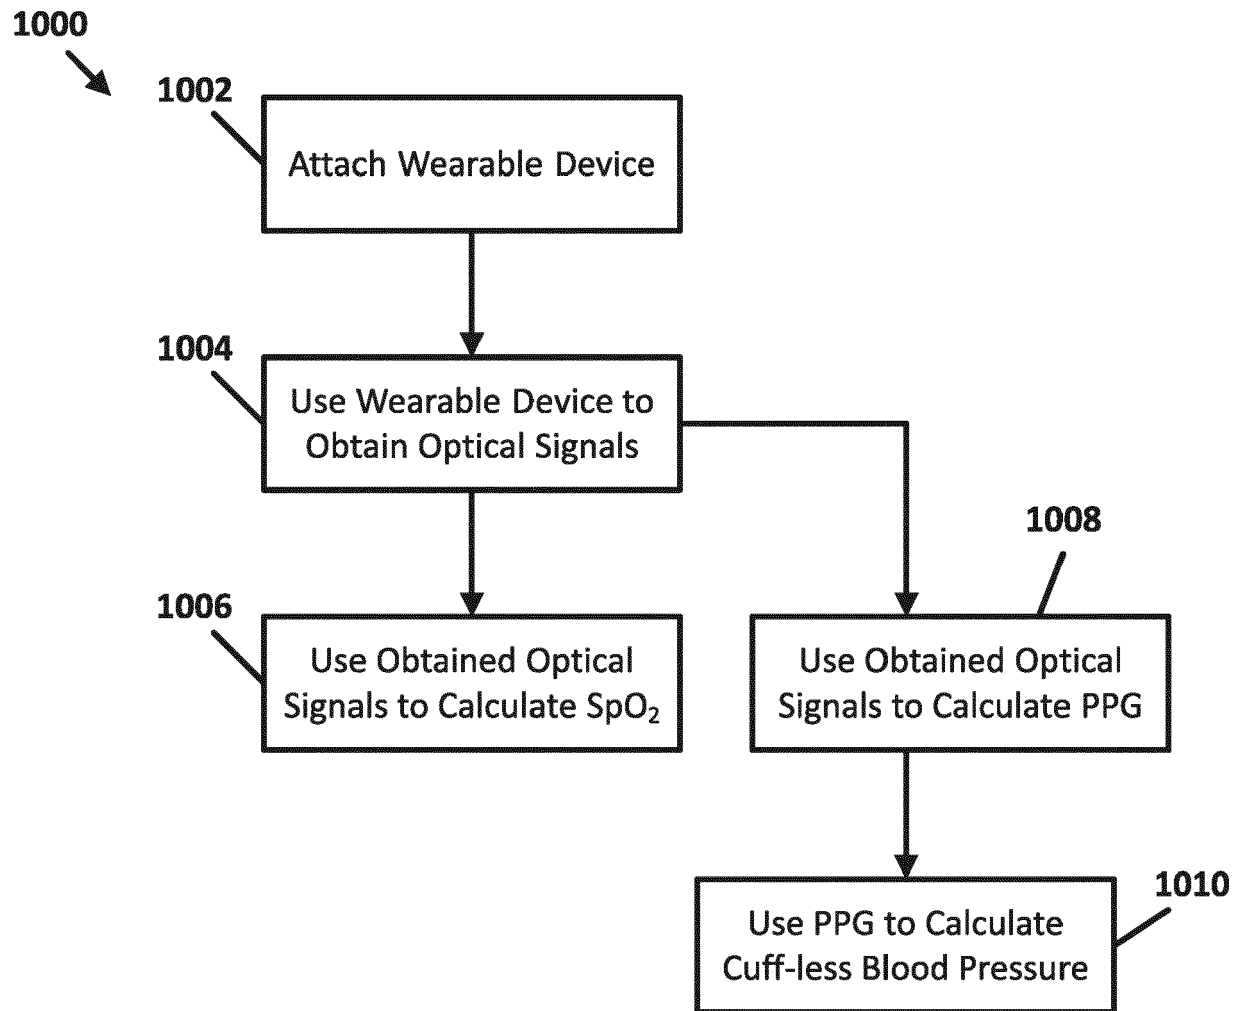 1000
1002
Attach Wearable Device
1004
Use Wearable Device to
Obtain Optical Signals
1006
Use Obtained Optical
Signals to Calculate SpO₂
1008
Use Obtained Optical
Signals to Calculate PPG
1010
Use PPG to Calculate
Cuff-less Blood Pressure